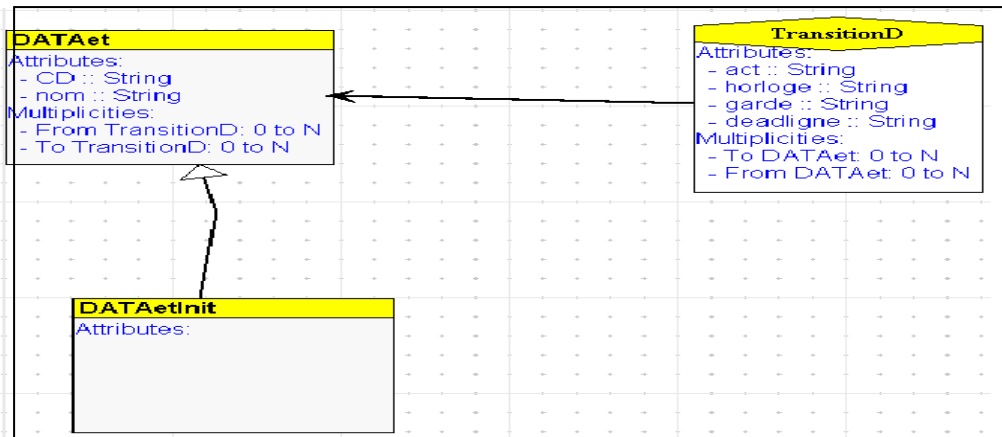 DATAet
Attributes:
- CD :: String
- nom :: String
Multiplicities:
- From TransitionD: 0 to N
- To TransitionD: 0 to N
TransitionD
Attributes:
- act :: String
- horloge :: String
- garde :: String
- deadligne :: String
Multiplicities:
- To DATAet: 0 to N
- From DATAet: 0 to N
DATAetInit
Attributes: